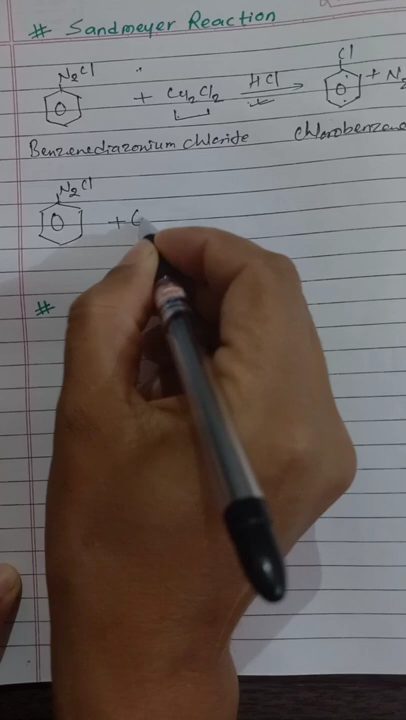 # Sandmeyer Reaction
N2Cl Cl
+ Cu2Cl2 HCl → + N2
Benzenediazonium chloride chlorobenzene
N2Cl
+ C
#